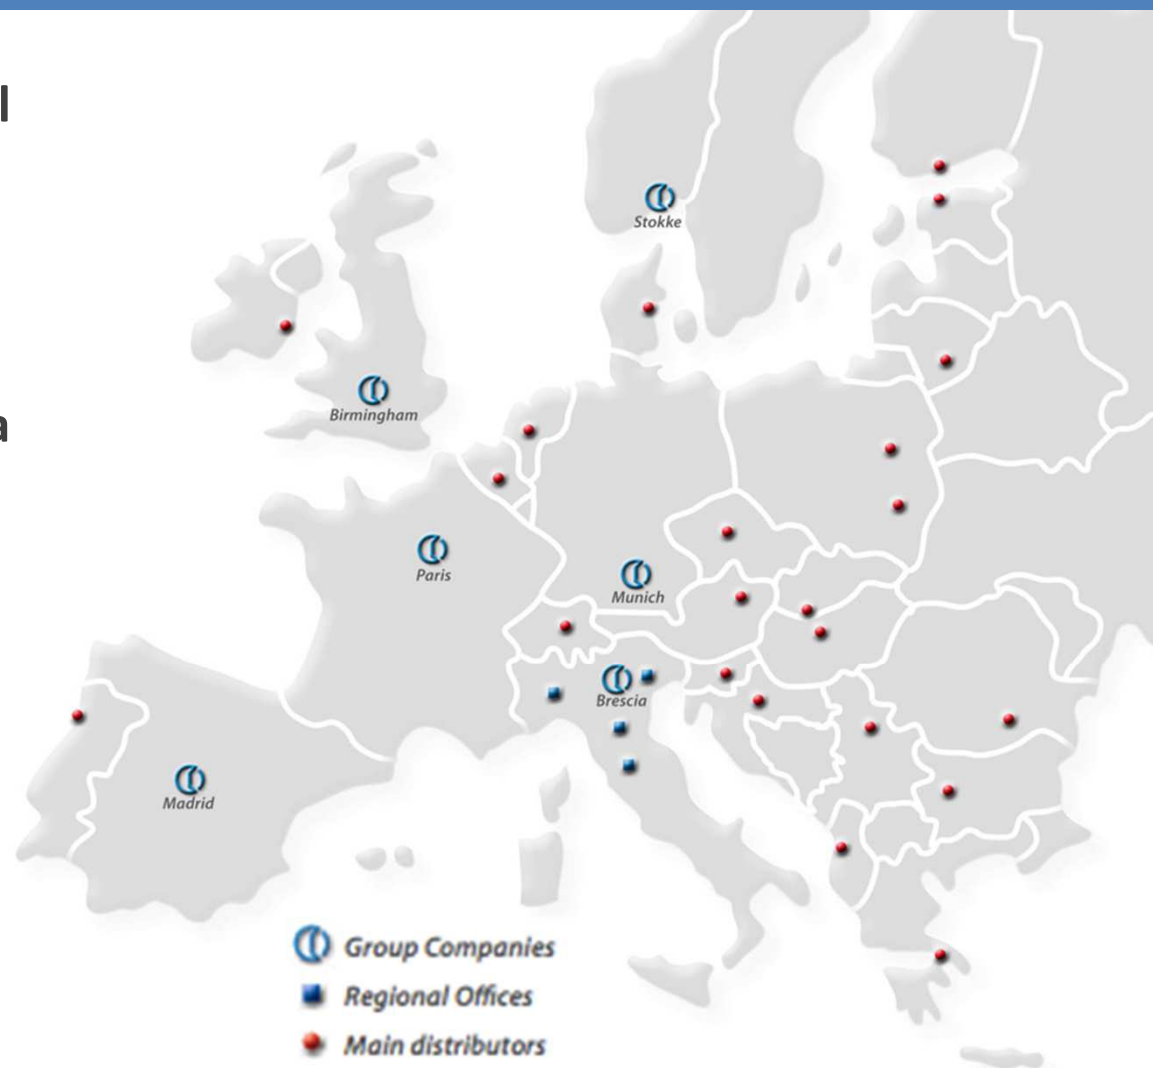 l
Stokke
a
Birmingham
Paris
Munich
Brescia
Madrid
Group Companies
Regional Offices
Main distributors